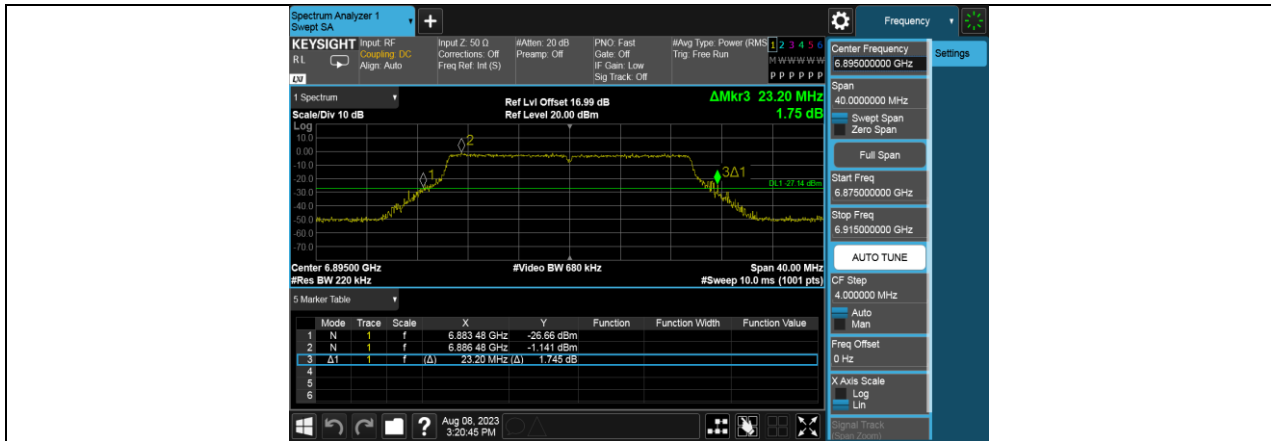 Spectrum Analyzer 1
Swept SA
Frequency
KEYSIGHT Input: RF
Coupling: DC
Align: Auto
RL
LXI
Input Z: 50 Ω
Corrections: Off
Freq Ref: Int (S)
#Atten: 20 dB
Preamp: Off
PNO: Fast
Gate: Off
IF Gain: Low
Sig Track: Off
#Avg Type: Power (RMS
Trig: Free Run
1 2 3 4 5 6
M W W W W W
P P P P P P
1 Spectrum
Scale/Div 10 dB
Ref Lvl Offset 16.99 dB
Ref Level 20.00 dBm
ΔMkr3 23.20 MHz
1.75 dB
Log
10.0
0.00
-10.0
-20.0
-30.0
-40.0
-50.0
-60.0
-70.0
1
2
3Δ1
DL1 -27.14 dBm
Center 6.89500 GHz
#Res BW 220 kHz
#Video BW 680 kHz
Span 40.00 MHz
#Sweep 10.0 ms (1001 pts)
5 Marker Table
Mode Trace Scale X Y Function Function Width Function Value
1 N 1 f 6.883 48 GHz -26.66 dBm
2 N 1 f 6.886 48 GHz -1.141 dBm
3 Δ1 1 f (Δ) 23.20 MHz (Δ) 1.745 dB
4
5
6
Aug 08, 2023
3:20:45 PM
Center Frequency
6.895000000 GHz
Settings
Span
40.0000000 MHz
Swept Span
Zero Span
Full Span
Start Freq
6.875000000 GHz
Stop Freq
6.915000000 GHz
AUTO TUNE
CF Step
4.000000 MHz
Auto
Man
Freq Offset
0 Hz
X Axis Scale
Log
Lin
Signal Track
(Span Zoom)